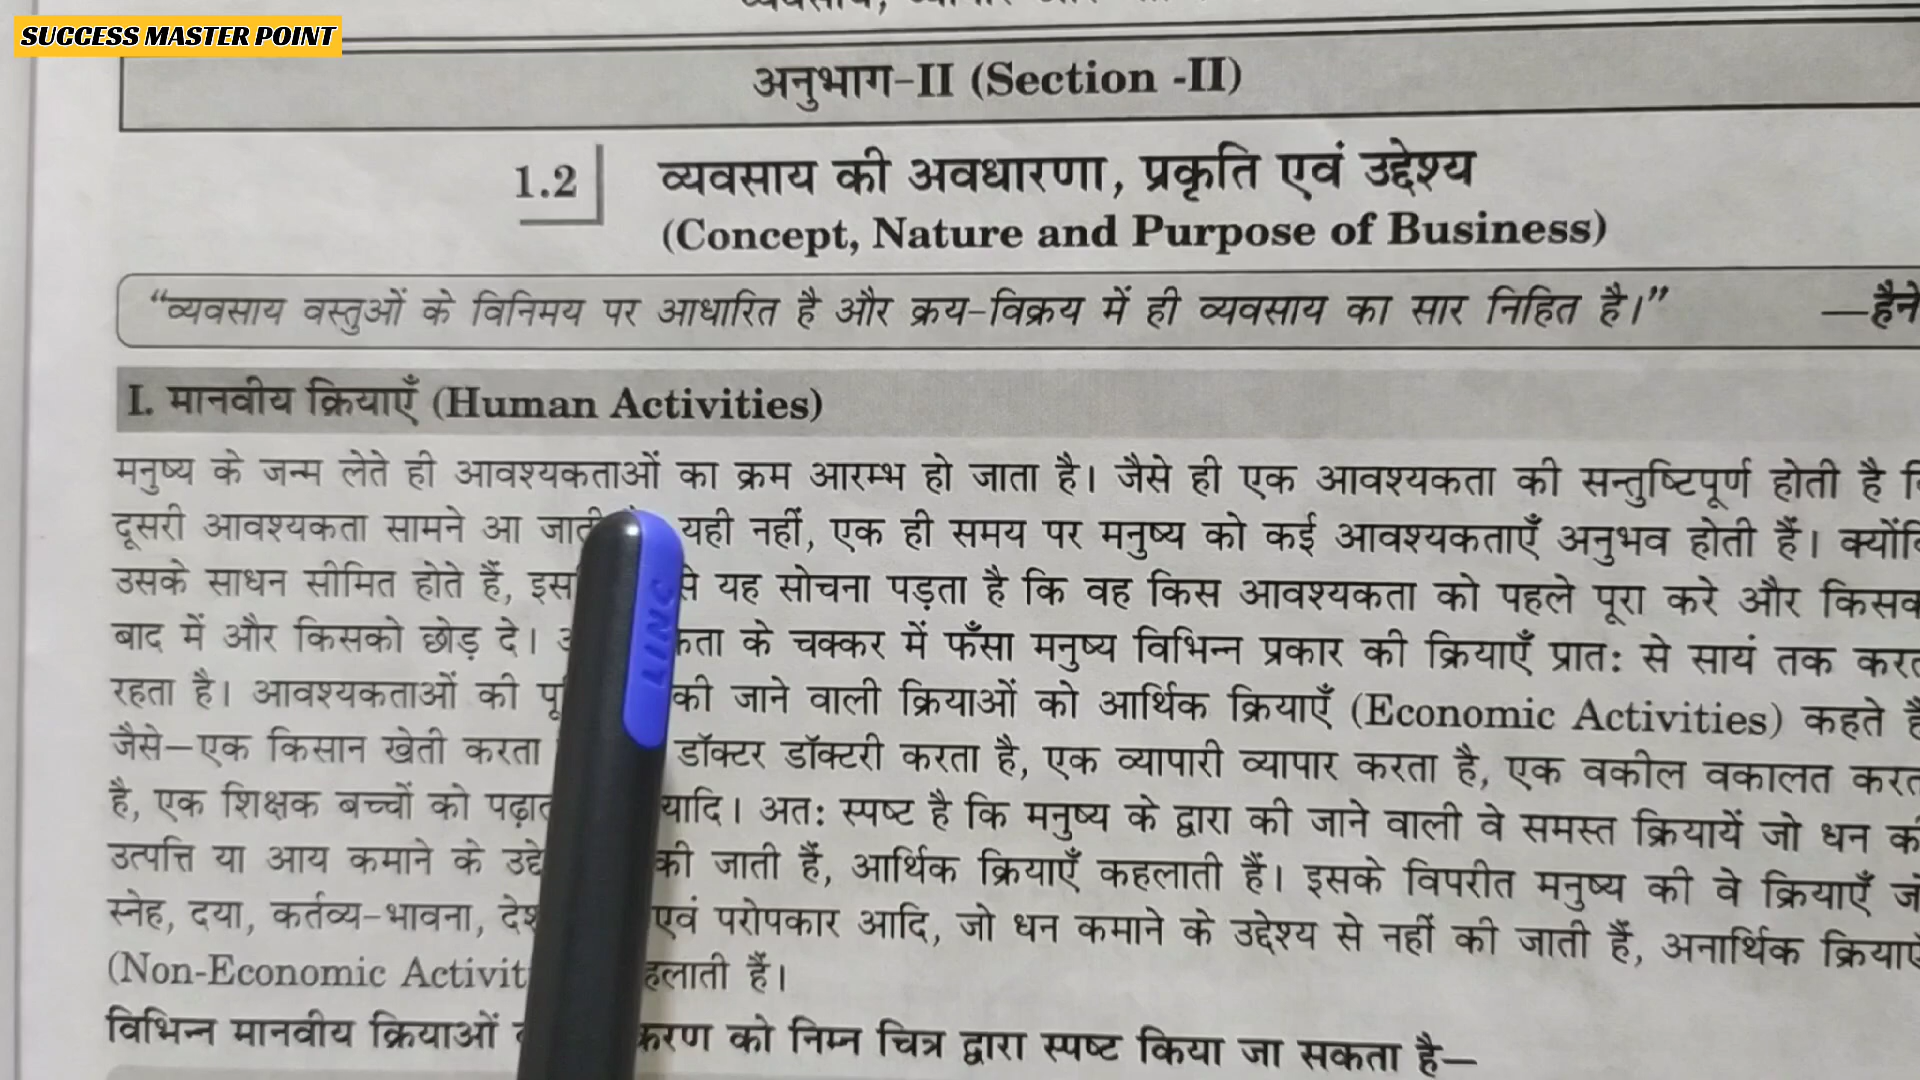 SUCCESS MASTER POINT
अनुभाग-II (Section -II)
1.2 व्यवसाय की अवधारणा, प्रकृति एवं उद्देश्य
(Concept, Nature and Purpose of Business)
“व्यवसाय वस्तुओं के विनिमय पर आधारित है और क्रय-विक्रय में ही व्यवसाय का सार निहित है।” —हैने
I. मानवीय क्रियाएँ (Human Activities)
मनुष्य के जन्म लेते ही आवश्यकताओं का क्रम आरम्भ हो जाता है। जैसे ही एक आवश्यकता की सन्तुष्टिपूर्ण होती है
दूसरी आवश्यकता सामने आ यही नहीं, एक ही समय पर मनुष्य को कई आवश्यकताएँ अनुभव होती हैं।
उसके साधन सीमित होते हैं, यह सोचना पड़ता है कि वह किस आवश्यकता को पहले पूरा करे और
बाद में और किसको छोड़ दे। के चक्कर में फँसा मनुष्य विभिन्न प्रकार की क्रियाएँ प्रातः से सायं तक
रहता है। आवश्यकताओं की की जाने वाली क्रियाओं को आर्थिक क्रियाएँ (Economic Activities) कहते
जैसे—एक किसान खेती करता डॉक्टर डॉक्टरी करता है, एक व्यापारी व्यापार करता है, एक वकील वकालत
है, एक शिक्षक बच्चों को अतः स्पष्ट है कि मनुष्य के द्वारा की जाने वाली वे समस्त क्रियायें जो धन
उत्पत्ति या आय कमाने के की जाती हैं, आर्थिक क्रियाएँ कहलाती हैं। इसके विपरीत मनुष्य की वे क्रियाएँ
स्नेह, दया, कर्तव्य-भावना, एवं परोपकार आदि, जो धन कमाने के उद्देश्य से नहीं की जाती हैं, अनार्थिक
(Non-Economic हैं।
विभिन्न मानवीय क्रियाओं को निम्न चित्र द्वारा स्पष्ट किया जा सकता है—
LINC